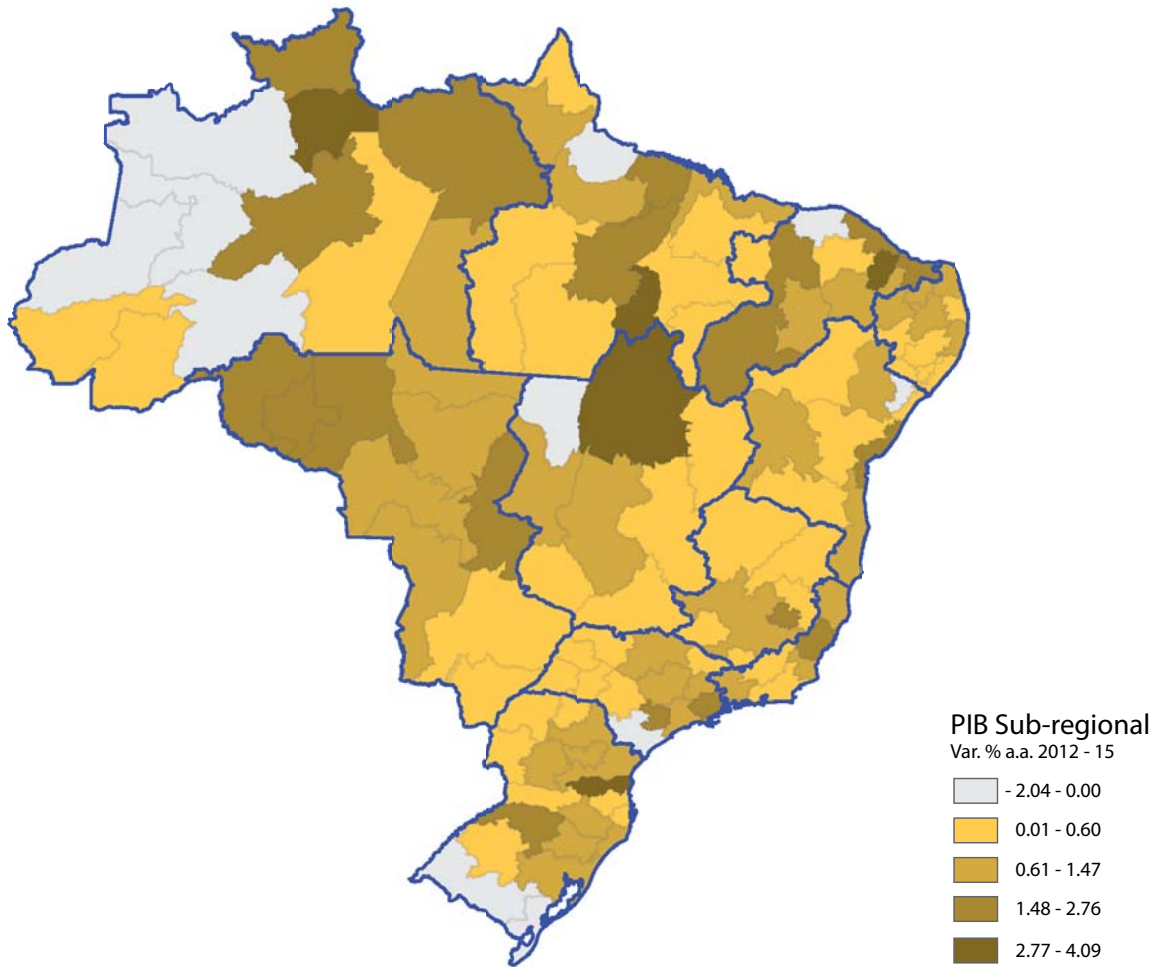 PIB Sub-regional
Var. % a.a. 2012 - 15
- 2.04 - 0.00
0.01 - 0.60
0.61 - 1.47
1.48 - 2.76
2.77 - 4.09